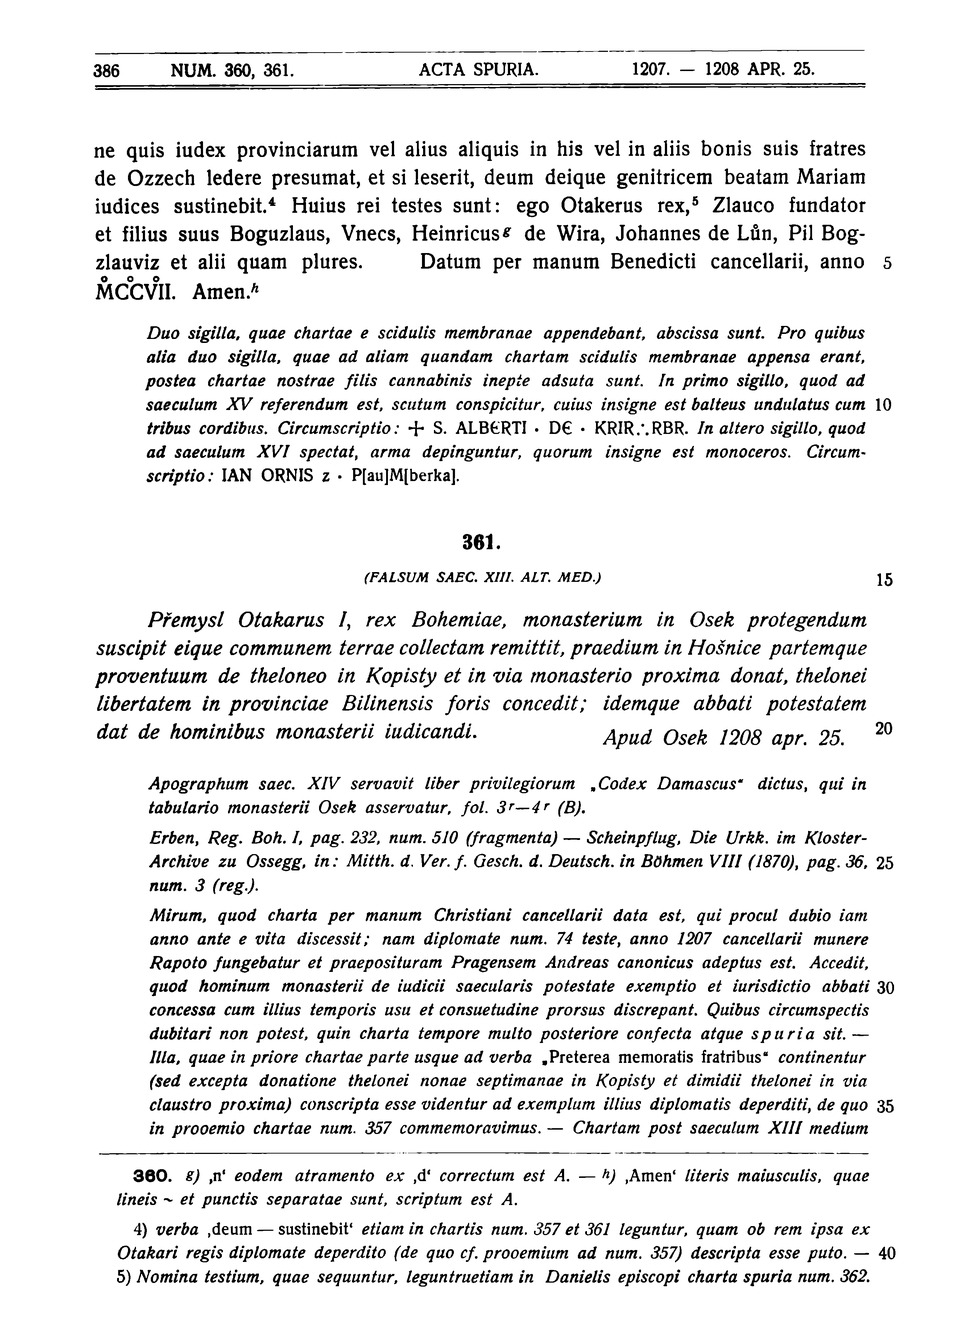 386 NUM. 360, 361. ACTA SPURIA. 1207. — 1208 APR. 25.
ne quis iudex provinciarum vel alius aliquis in his vel in aliis bonis suis fratres
de Ozzech ledere presumat, et si leserit, deum deique genitricem beatam Mariam
iudices sustinebit.⁴ Huius rei testes sunt: ego Otakerus rex,⁵ Zlauco fundator
et filius suus Boguzlaus, Vnecs, Heinricusᵍ de Wira, Johannes de Lůn, Pil Bog-
zlauviz et alii quam plures. Datum per manum Benedicti cancellarii, anno 5
M̊CC̊V̊II. Amen.ʰ
Duo sigilla, quae chartae e scidulis membranae appendebant, abscissa sunt. Pro quibus
alia duo sigilla, quae ad aliam quandam chartam scidulis membranae appensa erant,
postea chartae nostrae filis cannabinis inepte adsuta sunt. In primo sigillo, quod ad
saeculum XV referendum est, scutum conspicitur, cuius insigne est balteus undulatus cum 10
tribus cordibus. Circumscriptio: + S. ALBЄRTI · DЄ · KRIR∴RBR. In altero sigillo, quod
ad saeculum XVI spectat, arma depinguntur, quorum insigne est monoceros. Circum-
scriptio: IAN ORNIS z · P[au]M[berka].
361.
(FALSUM SAEC. XIII. ALT. MED.) 15
Přemysl Otakarus I, rex Bohemiae, monasterium in Osek protegendum
suscipit eique communem terrae collectam remittit, praedium in Hošnice partemque
proventuum de theloneo in Kopisty et in via monasterio proxima donat, thelonei
libertatem in provinciae Bilinensis foris concedit; idemque abbati potestatem
dat de hominibus monasterii iudicandi. Apud Osek 1208 apr. 25. 20
Apographum saec. XIV servavit liber privilegiorum „Codex Damascus“ dictus, qui in
tabulario monasterii Osek asservatur, fol. 3ʳ—4ʳ (B).
Erben, Reg. Boh. I, pag. 232, num. 510 (fragmenta) — Scheinpflug, Die Urkk. im Kloster-
Archive zu Ossegg, in: Mitth. d. Ver. f. Gesch. d. Deutsch. in Böhmen VIII (1870), pag. 36, 25
num. 3 (reg.).
Mirum, quod charta per manum Christiani cancellarii data est, qui procul dubio iam
anno ante e vita discessit; nam diplomate num. 74 teste, anno 1207 cancellarii munere
Rapoto fungebatur et praeposituram Pragensem Andreas canonicus adeptus est. Accedit,
quod hominum monasterii de iudicii saecularis potestate exemptio et iurisdictio abbati 30
concessa cum illius temporis usu et consuetudine prorsus discrepant. Quibus circumspectis
dubitari non potest, quin charta tempore multo posteriore confecta atque spuria sit. —
Illa, quae in priore chartae parte usque ad verba „Preterea memoratis fratribus“ continentur
(sed excepta donatione thelonei nonae septimanae in Kopisty et dimidii thelonei in via
claustro proxima) conscripta esse videntur ad exemplum illius diplomatis deperditi, de quo 35
in prooemio chartae num. 357 commemoravimus. — Chartam post saeculum XIII medium
360. g) ‚n‘ eodem atramento ex ‚d‘ correctum est A. — h) ‚Amen‘ literis maiusculis, quae
lineis ~ et punctis separatae sunt, scriptum est A.
4) verba ‚deum — sustinebit‘ etiam in chartis num. 357 et 361 leguntur, quam ob rem ipsa ex
Otakari regis diplomate deperdito (de quo cf. prooemium ad num. 357) descripta esse puto. — 40
5) Nomina testium, quae sequuntur, leguntruetiam in Danielis episcopi charta spuria num. 362.